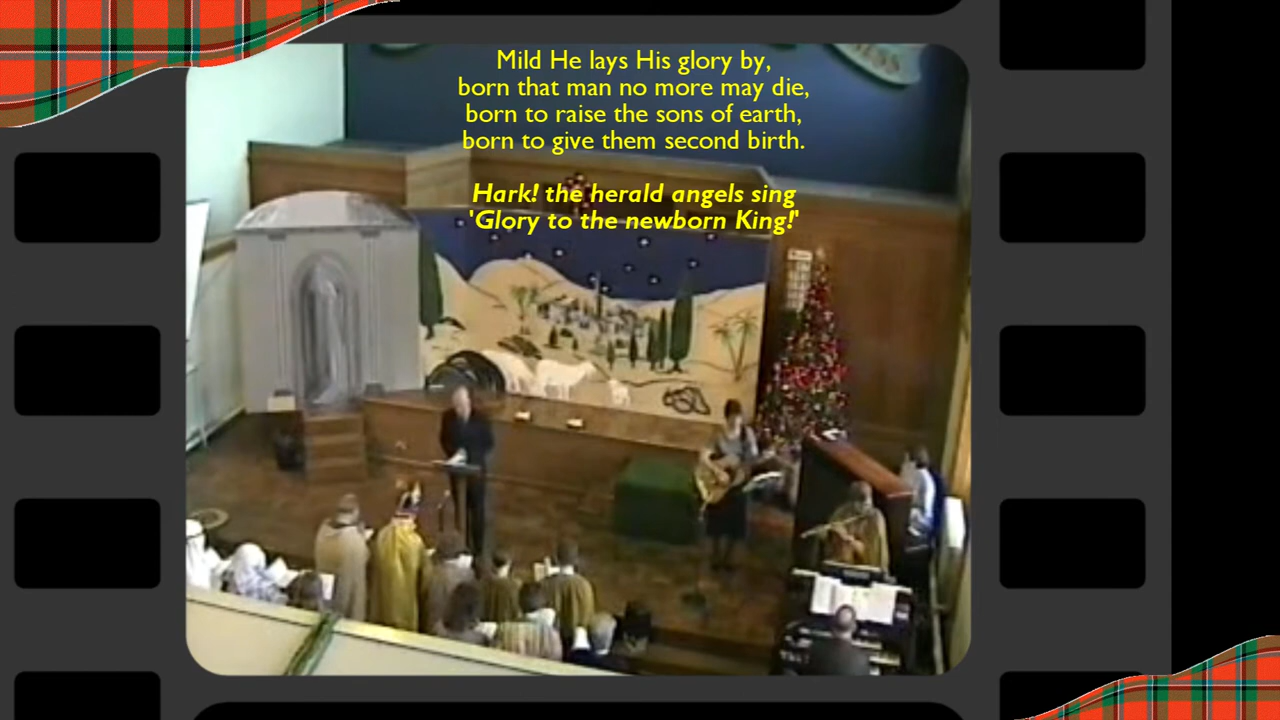 Mild He lays His glory by,
born that man no more may die,
born to raise the sons of earth,
born to give them second birth.
Hark! the herald angels sing
'Glory to the newborn King!'